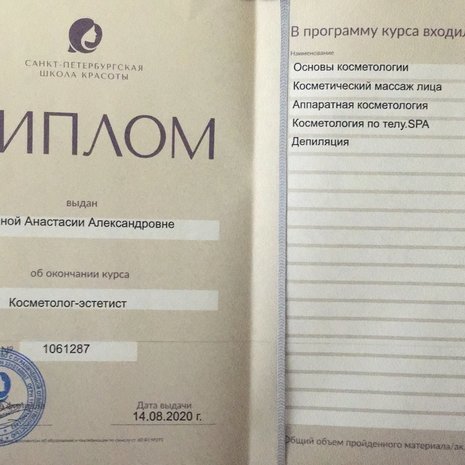 САНКТ-ПЕТЕРБУРГСКАЯ
ШКОЛА КРАСОТЫ
ИПЛОМ
выдан
ной Анастасии Александровне
об окончании курса
Косметолог-эстетист
№ 1061287
Дата выдачи
14.08.2020 г.
В программу курса входил
Наименование
Основы косметологии
Косметический массаж лица
Аппаратная косметология
Косметология по телу.SPA
Депиляция
Общий объем пройденного материала/ак